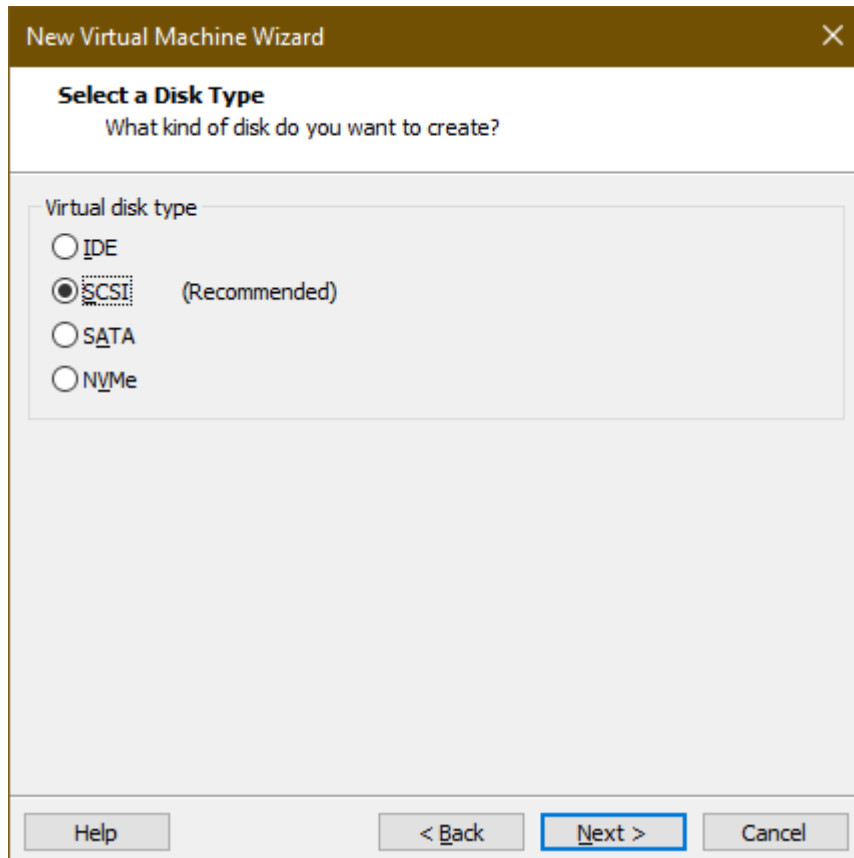 New Virtual Machine Wizard
Select a Disk Type
What kind of disk do you want to create?
Virtual disk type
IDE
SCSI (Recommended)
SATA
NVMe
Help < Back Next > Cancel